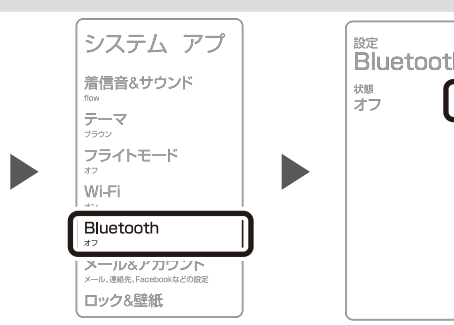 システム アプ
着信音&サウンド
flow
テーマ
ブラウン
フライトモード
オフ
Wi-Fi
オン
Bluetooth
オフ
メール&アカウント
メール、連絡先、Facebookなどの設定
ロック&壁紙
設定
Bluetooth
状態
オフ